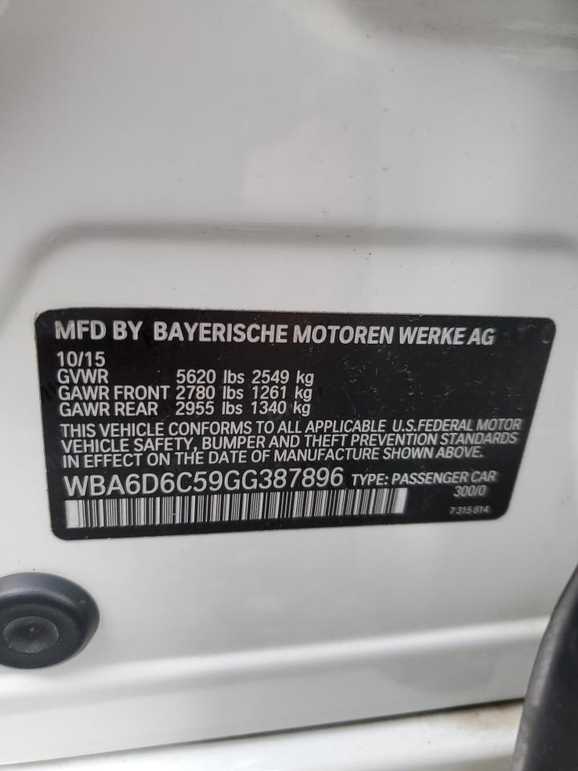 MFD BY BAYERISCHE MOTOREN WERKE AG
10/15
GVWR 5620 lbs 2549 kg
GAWR FRONT 2780 lbs 1261 kg
GAWR REAR 2955 lbs 1340 kg
THIS VEHICLE CONFORMS TO ALL APPLICABLE U.S.FEDERAL MOTOR
VEHICLE SAFETY, BUMPER AND THEFT PREVENTION STANDARDS
IN EFFECT ON THE DATE OF MANUFACTURE SHOWN ABOVE.
WBA6D6C59GG387896 TYPE: PASSENGER CAR
300/0
7 315 614